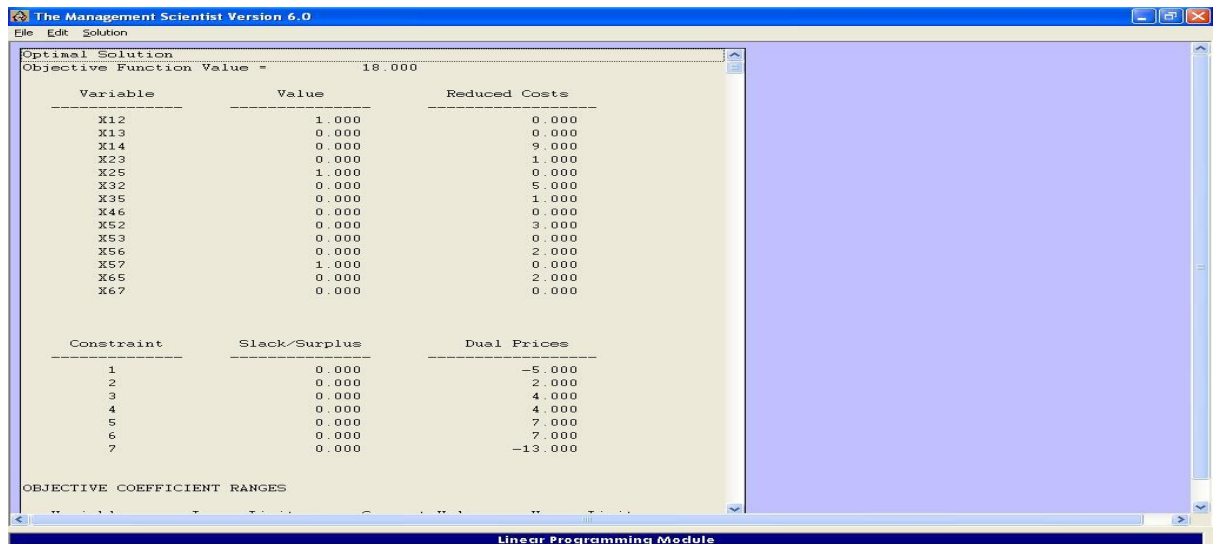 The Management Scientist Version 6.0
File Edit Solution
Optimal Solution
Objective Function Value = 18.000
Variable Value Reduced Costs
-------------- --------------- -----------------
X12 1.000 0.000
X13 0.000 0.000
X14 0.000 9.000
X23 0.000 1.000
X25 1.000 0.000
X32 0.000 5.000
X35 0.000 1.000
X46 0.000 0.000
X52 0.000 3.000
X53 0.000 0.000
X56 0.000 2.000
X57 1.000 0.000
X65 0.000 2.000
X67 0.000 0.000
Constraint Slack/Surplus Dual Prices
-------------- --------------- -----------------
1 0.000 -5.000
2 0.000 2.000
3 0.000 4.000
4 0.000 4.000
5 0.000 7.000
6 0.000 7.000
7 0.000 -13.000
OBJECTIVE COEFFICIENT RANGES
Linear Programming Module